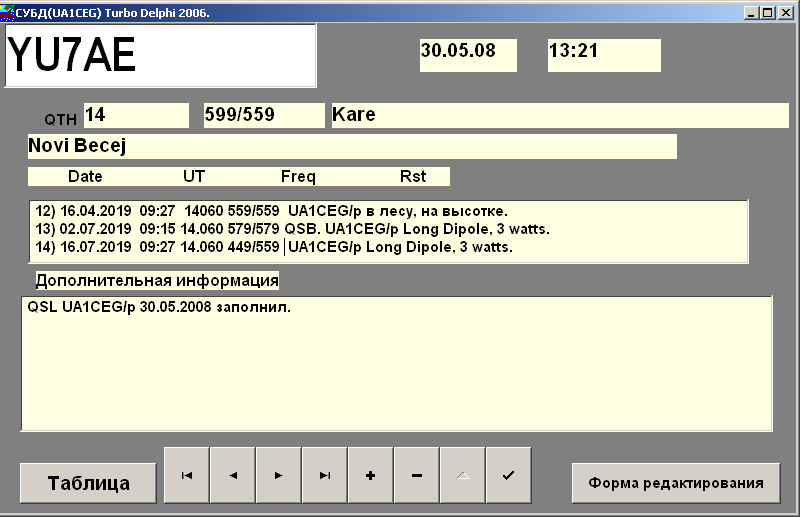 СУБД(UA1CEG) Turbo Delphi 2006.
YU7AE
30.05.08 13:21
QTH 14 599/559 Kare
Novi Becej
Date UT Freq Rst
12) 16.04.2019 09:27 14060 559/559 UA1CEG/p в лесу, на высотке.
13) 02.07.2019 09:15 14.060 579/579 QSB. UA1CEG/p Long Dipole, 3 watts.
14) 16.07.2019 09:27 14.060 449/559 UA1CEG/p Long Dipole, 3 watts.
Дополнительная информация
QSL UA1CEG/p 30.05.2008 заполнил.
Таблица
Форма редактирования